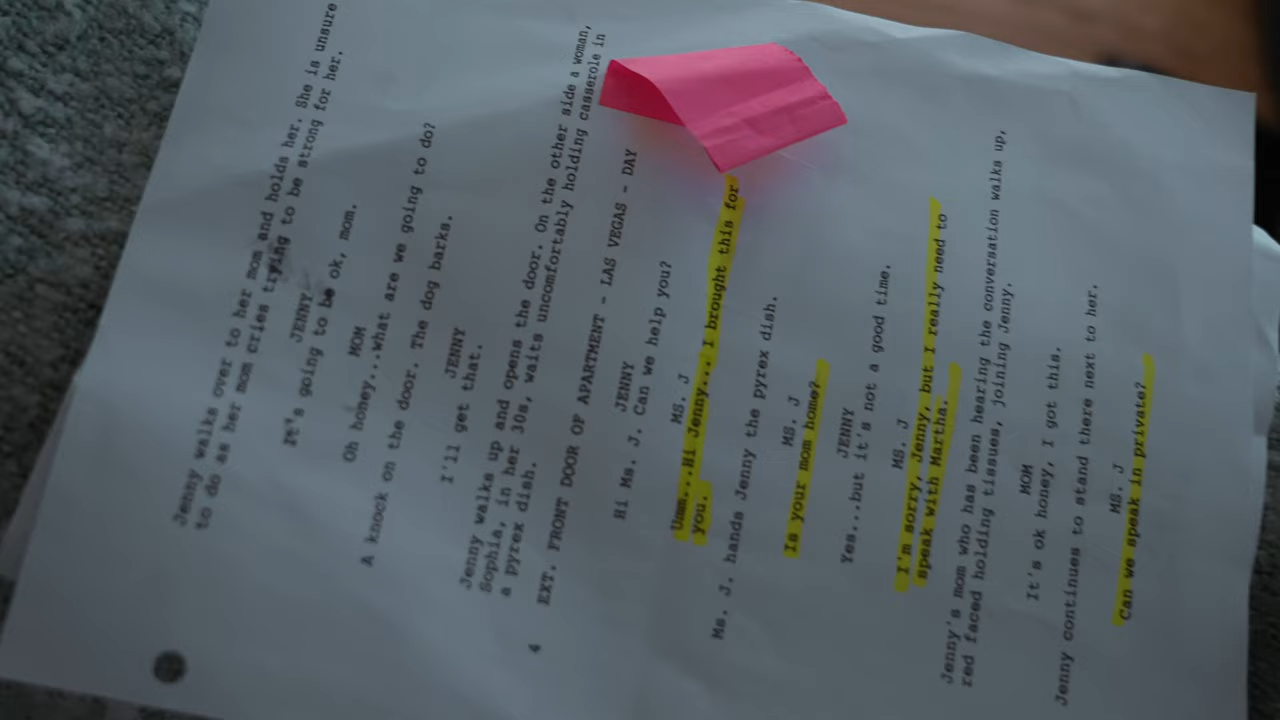 Jenny walks over to her mom and holds her. She is unsure
to do as her mom cries trying to be strong for her.
JENNY
It's going to be ok, mom.
MOM
Oh honey...what are we going to do?
A knock on the door. The dog barks.
JENNY
I'll get that.
Jenny walks up and opens the door. On the other side a woman,
Sophia, in her 30s, waits uncomfortably holding casserole in
a pyrex dish.
4 EXT. FRONT DOOR OF APARTMENT - LAS VEGAS - DAY
JENNY
Hi Ms. J. Can we help you?
MS. J
Umm...Hi Jenny... I brought this for
you.
Ms. J. hands Jenny the pyrex dish.
MS. J
Is your mom home?
JENNY
Yes...but it's not a good time.
MS. J
I'm sorry, Jenny, but I really need to
speak with Martha.
Jenny's mom who has been hearing the conversation walks up,
red faced holding tissues, joining Jenny.
MOM
It's ok honey, I got this.
Jenny continues to stand there next to her.
MS. J
Can we speak in private?